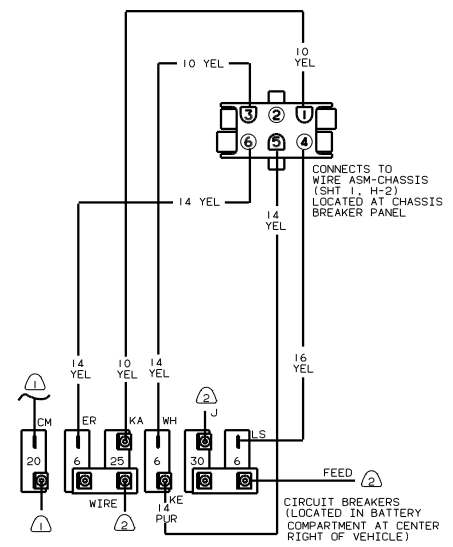 10
YEL
10 YEL
3 2 1
6 5 4
CONNECTS TO
WIRE ASM-CHASSIS
(SHT 1, H-2)
LOCATED AT CHASSIS
BREAKER PANEL
14 YEL
14
YEL
14
YEL
10
YEL
14
YEL
16
YEL
1
2
CM
ER
KA
WH
J
LS
20
6
25
6
30
6
FEED
2
WIRE
KE
14
PUR
1
2
CIRCUIT BREAKERS
(LOCATED IN BATTERY
COMPARTMENT AT CENTER
RIGHT OF VEHICLE)